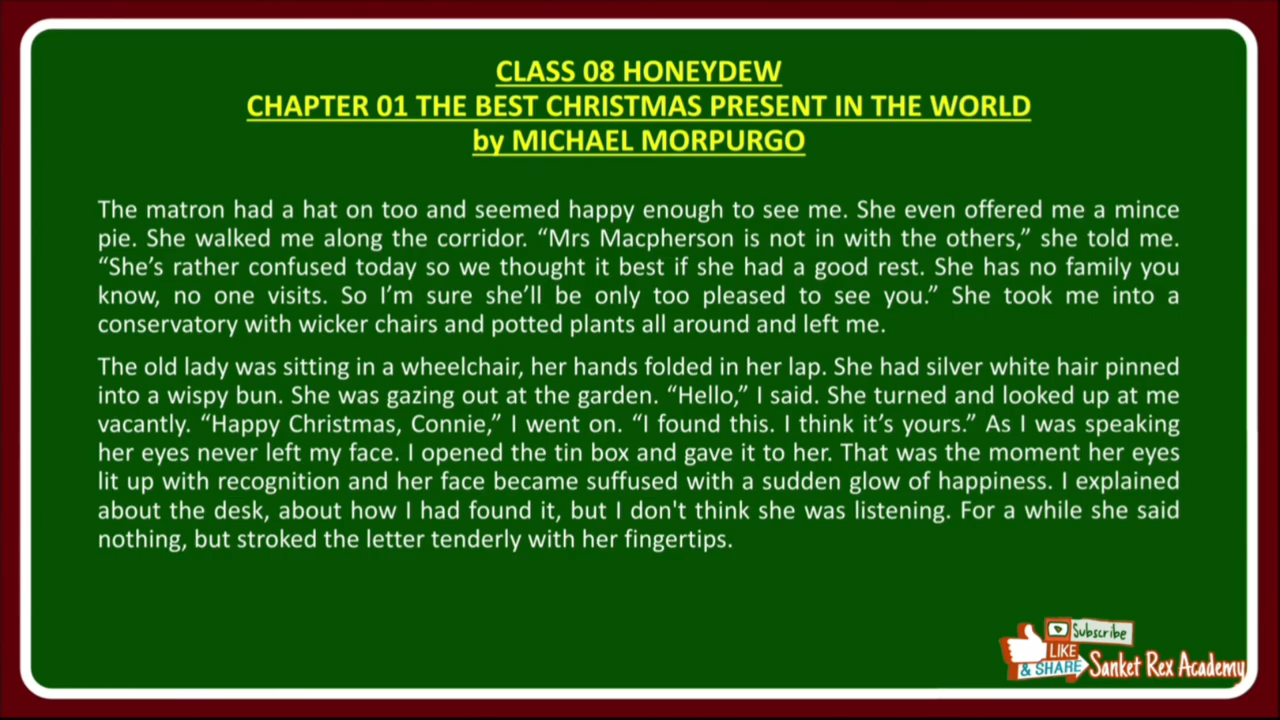 CLASS 08 HONEYDEW
CHAPTER 01 THE BEST CHRISTMAS PRESENT IN THE WORLD
by MICHAEL MORPURGO
The matron had a hat on too and seemed happy enough to see me. She even offered me a mince
pie. She walked me along the corridor. “Mrs Macpherson is not in with the others,” she told me.
“She’s rather confused today so we thought it best if she had a good rest. She has no family you
know, no one visits. So I’m sure she’ll be only too pleased to see you.” She took me into a
conservatory with wicker chairs and potted plants all around and left me.
The old lady was sitting in a wheelchair, her hands folded in her lap. She had silver white hair pinned
into a wispy bun. She was gazing out at the garden. “Hello,” I said. She turned and looked up at me
vacantly. “Happy Christmas, Connie,” I went on. “I found this. I think it’s yours.” As I was speaking
her eyes never left my face. I opened the tin box and gave it to her. That was the moment her eyes
lit up with recognition and her face became suffused with a sudden glow of happiness. I explained
about the desk, about how I had found it, but I don't think she was listening. For a while she said
nothing, but stroked the letter tenderly with her fingertips.
Subscribe
LIKE
& SHARE
Sanket Rex Academy